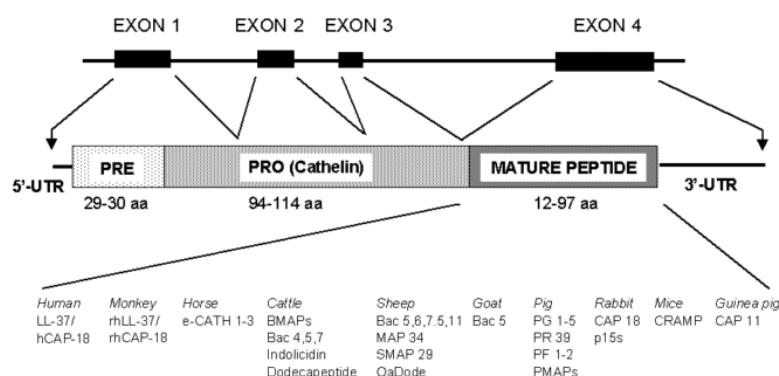 EXON 1 EXON 2 EXON 3 EXON 4
PRE PRO (Cathelin) MATURE PEPTIDE
5'-UTR 3'-UTR
29-30 aa 94-114 aa 12-97 aa
Human Monkey Horse Cattle Sheep Goat Pig Rabbit Mice Guinea pig
LL-37/ rhLL-37/ e-CATH 1-3 BMAPs Bac 5,6,7.5,11 Bac 5 PG 1-5 CAP 18 CRAMP CAP 11
hCAP-18 rhCAP-18 Bac 4,5,7 MAP 34 PR 39 p15s
Indolicidin SMAP 29 PF 1-2
Dodecapeptide OaDode PMAPs